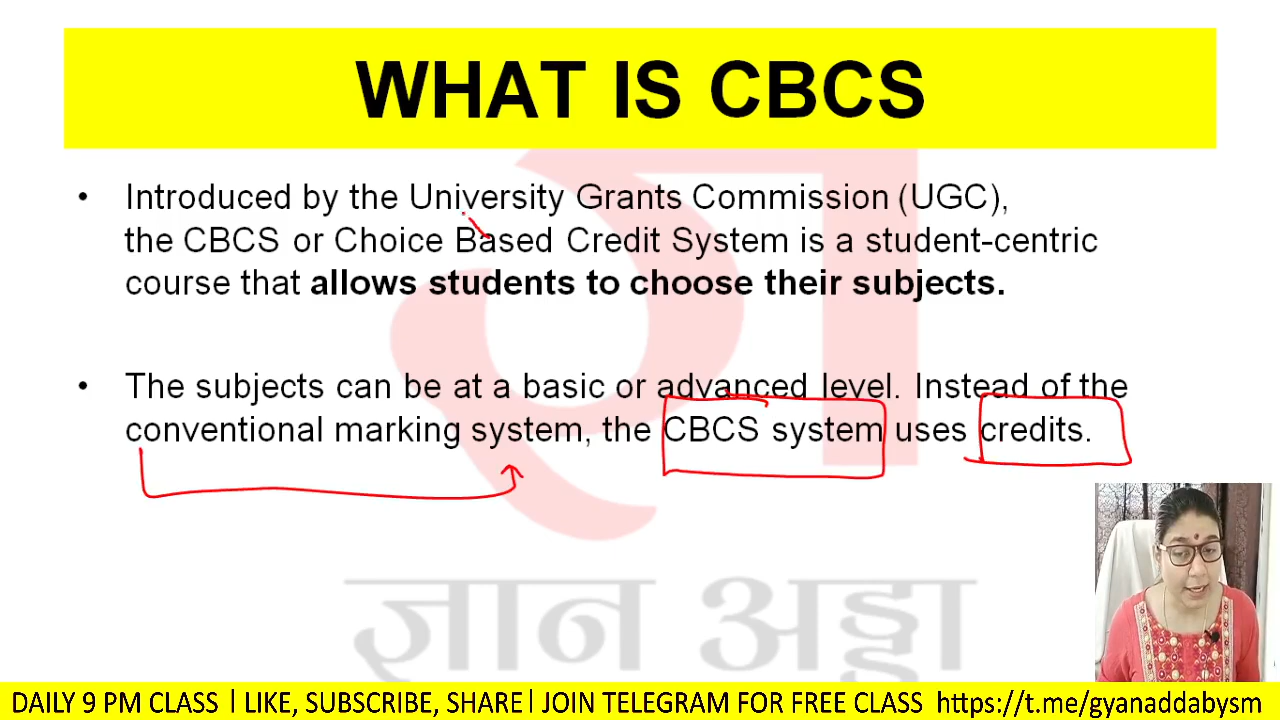 WHAT IS CBCS
• Introduced by the University Grants Commission (UGC),
the CBCS or Choice Based Credit System is a student-centric
course that allows students to choose their subjects.
• The subjects can be at a basic or advanced level. Instead of the
conventional marking system, the CBCS system uses credits.
ज्ञान अड्डा
DAILY 9 PM CLASS | LIKE, SUBSCRIBE, SHARE| JOIN TELEGRAM FOR FREE CLASS https://t.me/gyanaddabysm